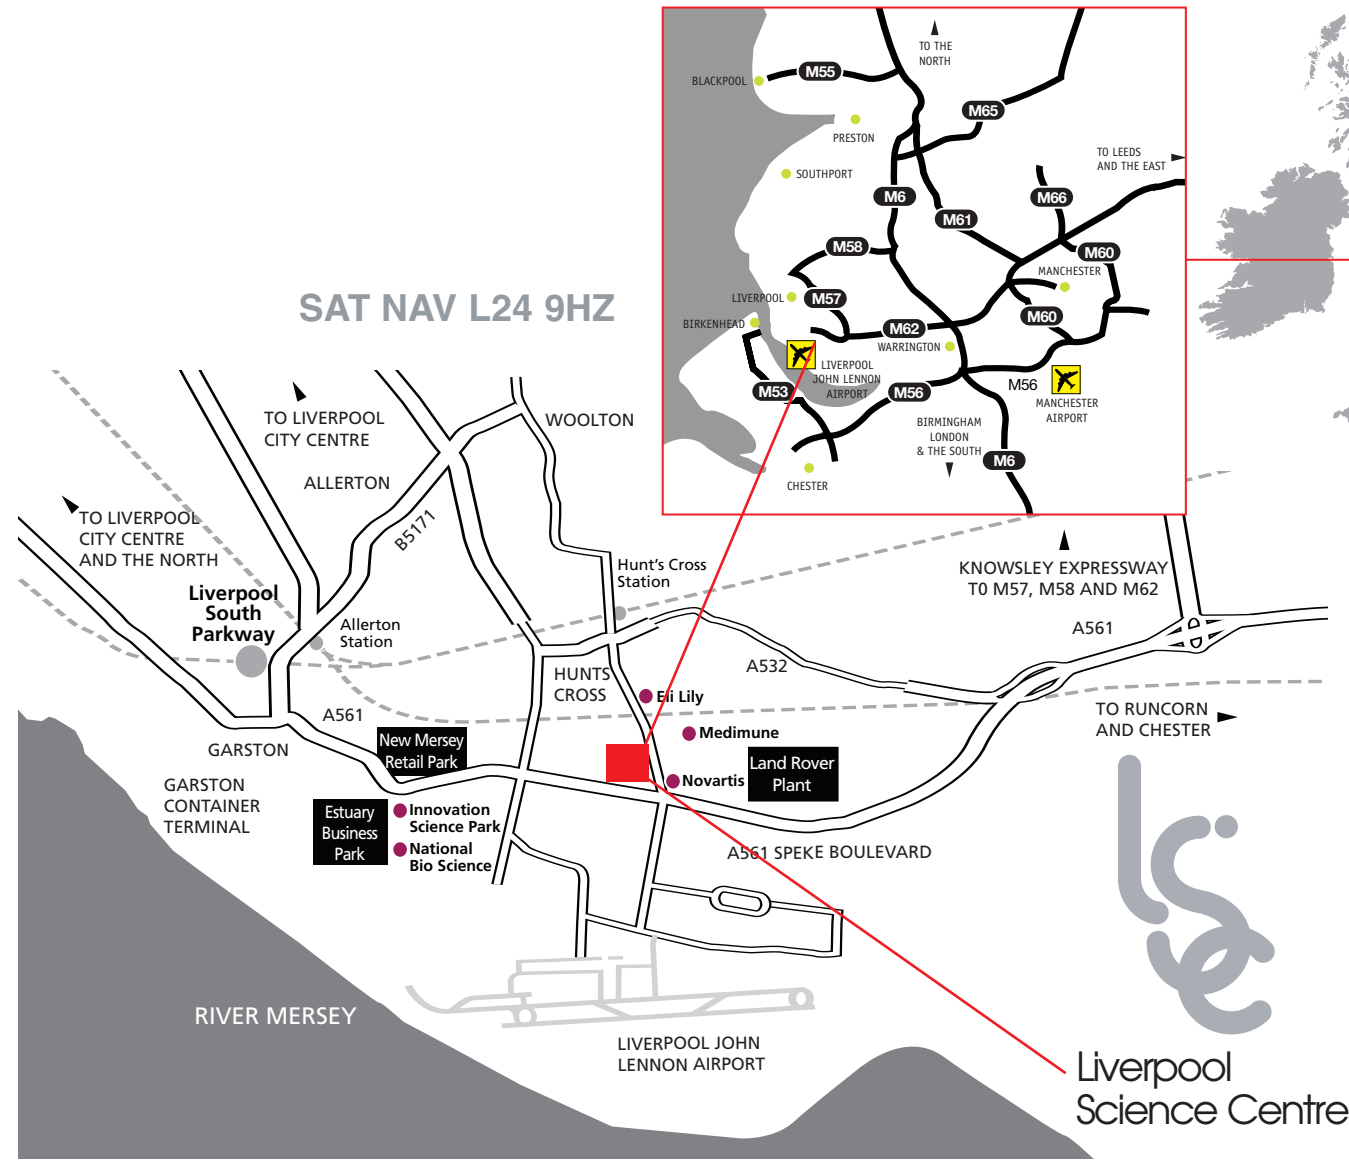 TO THE
NORTH
BLACKPOOL
M55
M65
PRESTON
TO LEEDS
AND THE EAST
SOUTHPORT
M6
M66
M61
M58
M60
MANCHESTER
LIVERPOOL
M57
M60
BIRKENHEAD
M62
WARRINGTON
LIVERPOOL
JOHN LENNON
AIRPORT
M53
M56
M56
MANCHESTER
AIRPORT
BIRMINGHAM
LONDON
& THE SOUTH
M6
CHESTER
SAT NAV L24 9HZ
TO LIVERPOOL
CITY CENTRE
WOOLTON
ALLERTON
B5171
TO LIVERPOOL
CITY CENTRE
AND THE NORTH
Hunt's Cross
Station
KNOWSLEY EXPRESSWAY
T0 M57, M58 AND M62
Liverpool
South
Parkway
Allerton
Station
A561
A532
HUNTS
CROSS
Eli Lily
A561
TO RUNCORN
AND CHESTER
GARSTON
New Mersey
Retail Park
Medimune
Land Rover
Plant
Novartis
GARSTON
CONTAINER
TERMINAL
Estuary
Business
Park
Innovation
Science Park
National
Bio Science
A561 SPEKE BOULEVARD
lsc
RIVER MERSEY
LIVERPOOL JOHN
LENNON AIRPORT
Liverpool
Science Centre